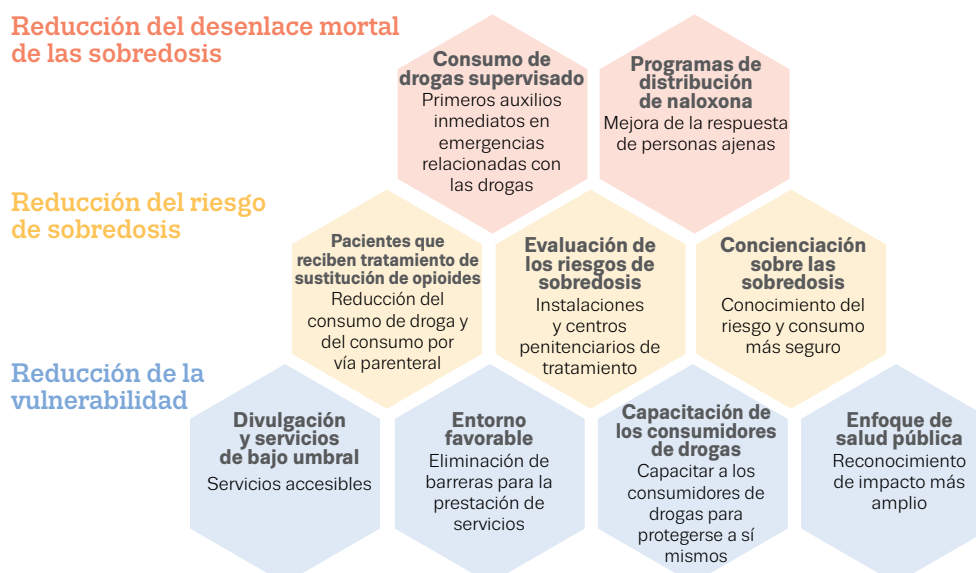 Reducción del desenlace mortal
de las sobredosis
Consumo de
drogas supervisado
Primeros auxilios
inmediatos en
emergencias
relacionadas con
las drogas
Programas de
distribución
de naloxona
Mejora de la respuesta
de personas ajenas
Reducción del riesgo
de sobredosis
Pacientes que
reciben tratamiento de
sustitución de opioides
Reducción del
consumo de droga y
del consumo por
vía parenteral
Evaluación de
los riesgos de
sobredosis
Instalaciones
y centros
penitenciarios de
tratamiento
Concienciación
sobre las
sobredosis
Conocimiento del
riesgo y consumo
más seguro
Reducción de la
vulnerabilidad
Divulgación
y servicios
de bajo umbral
Servicios accesibles
Entorno
favorable
Eliminación de
barreras para la
prestación de
servicios
Capacitación de
los consumidores
de drogas
Capacitar a los
consumidores de
drogas para
protegerse a sí
mismos
Enfoque de
salud pública
Reconocimiento
de impacto más
amplio